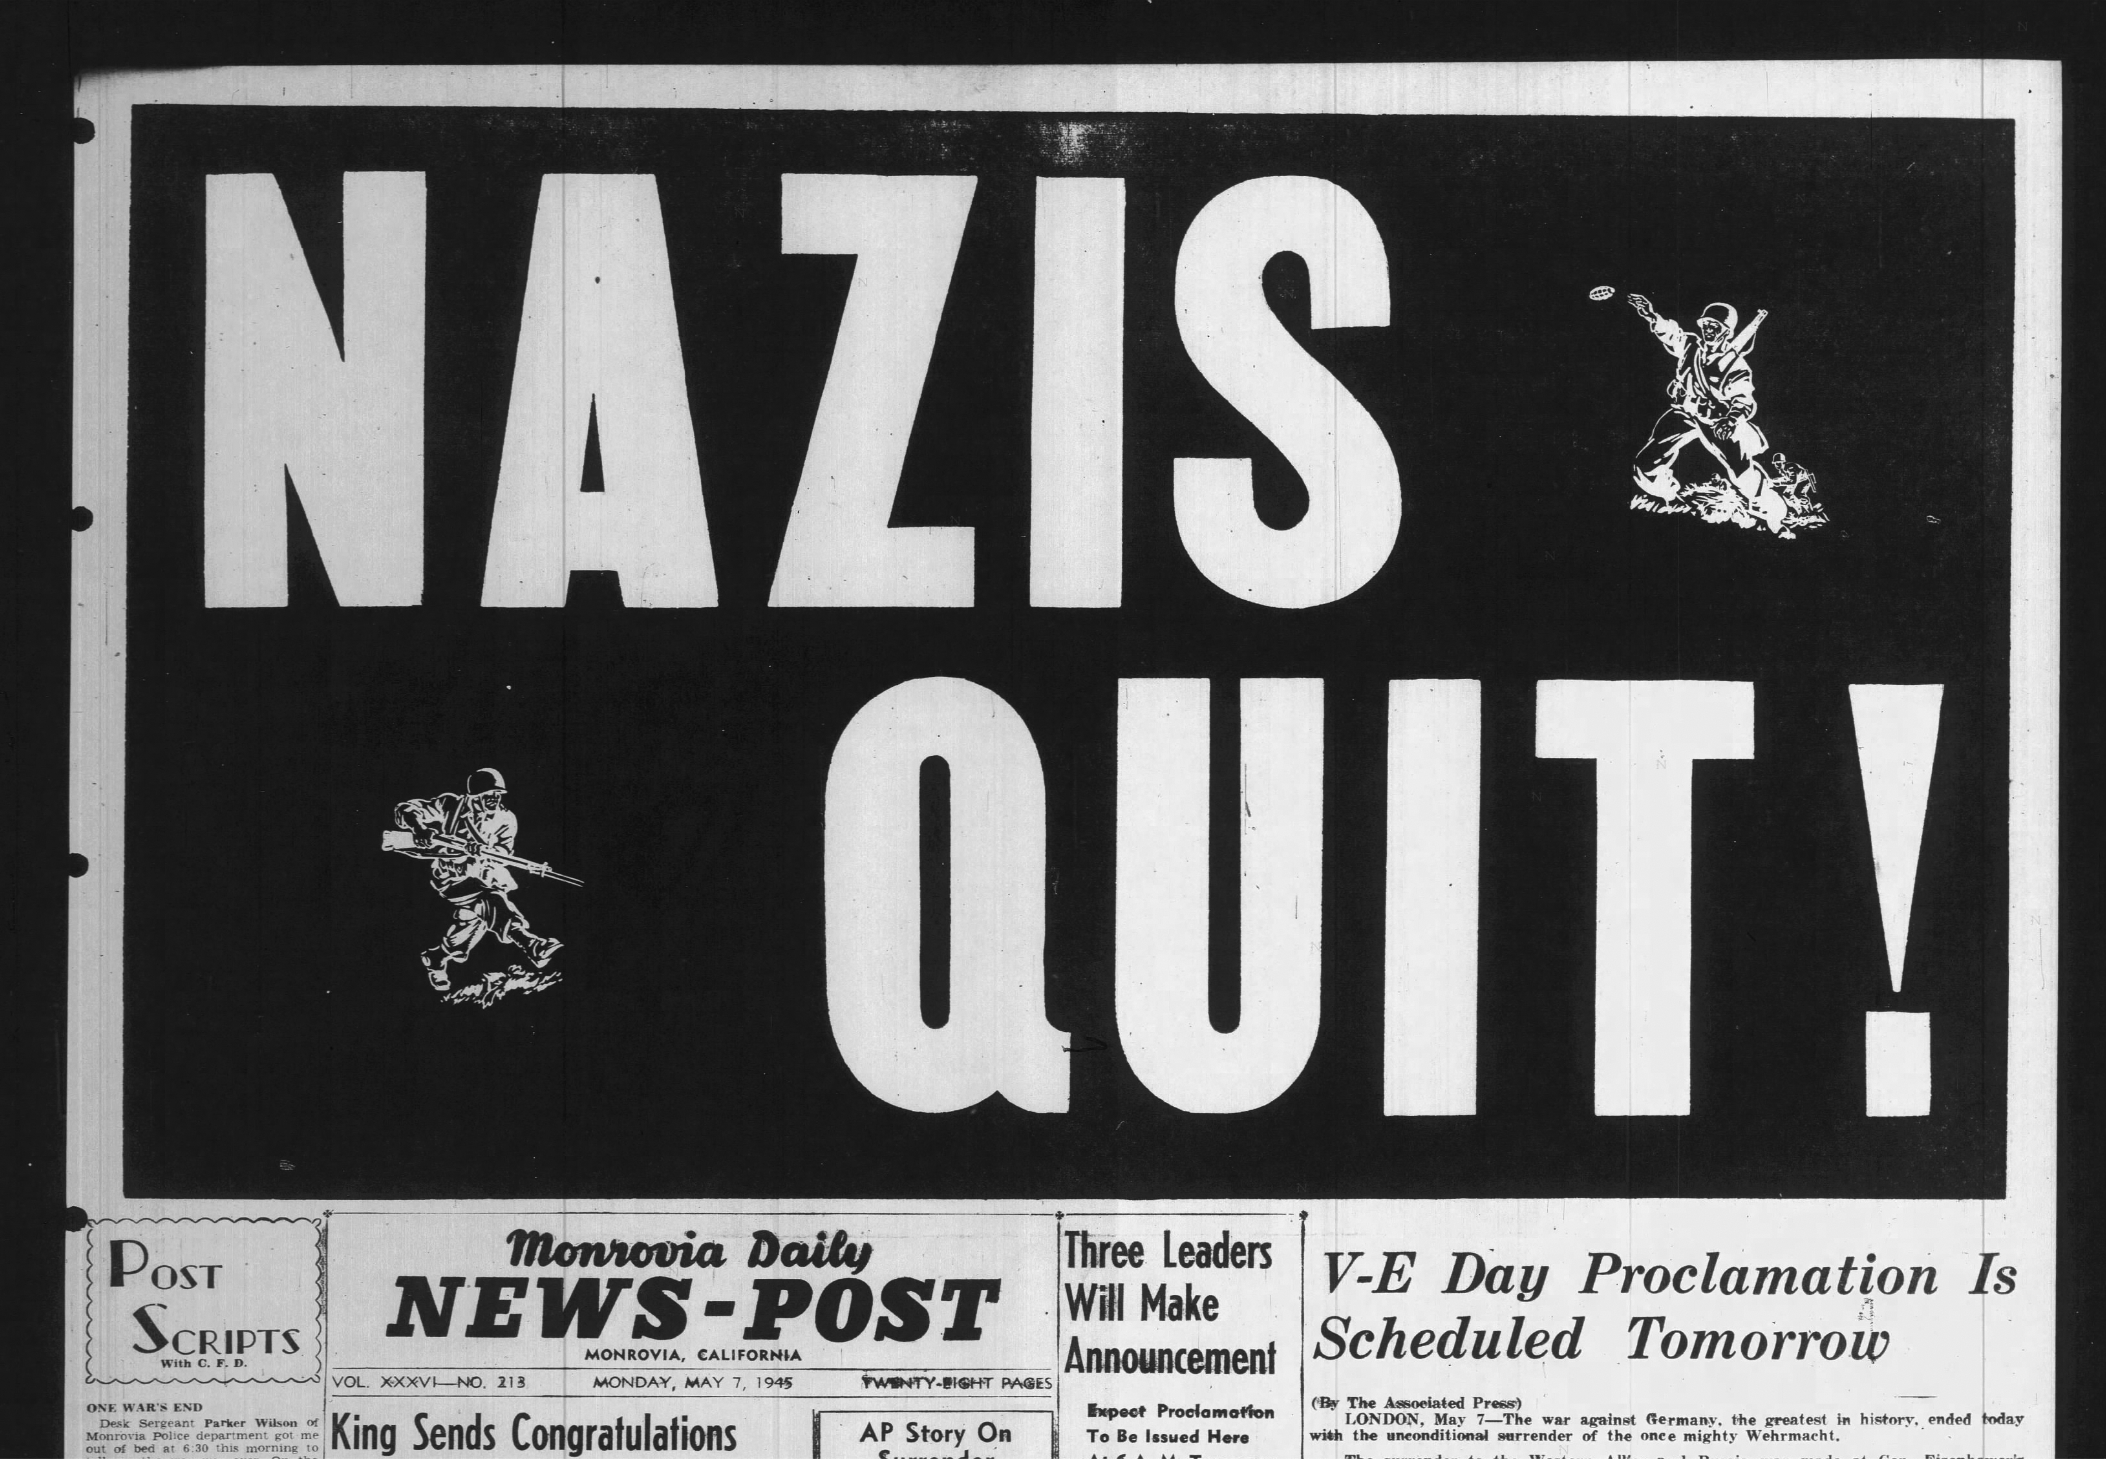 NAZIS
QUIT!
POST
SCRIPTS
With C. F. D.
ONE WAR'S END
Desk Sergeant Parker Wilson of
Monrovia Police department got me
out of bed at 6:30 this morning to
Monrovia Daily
NEWS-POST
MONROVIA, CALIFORNIA
VOL. XXXVI—NO. 213 MONDAY, MAY 7, 1945 TWENTY-EIGHT PAGES
King Sends Congratulations
AP Story On
Surrender
Three Leaders
Will Make
Announcement
Expect Proclamation
To Be Issued Here
V-E Day Proclamation Is
Scheduled Tomorrow
(By The Associated Press)
LONDON, May 7—The war against Germany, the greatest in history, ended today
with the unconditional surrender of the once mighty Wehrmacht.